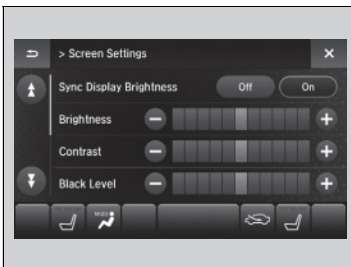 > Screen Settings
Sync Display Brightness Off On
Brightness
Contrast
Black Level
MODE